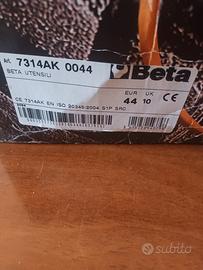 Art. 7314AK 0044
BETA UTENSILI
Beta
EUR UK
44 10 CE
CE 7314AK EN ISO 20345:2004 S1P SRC
subito